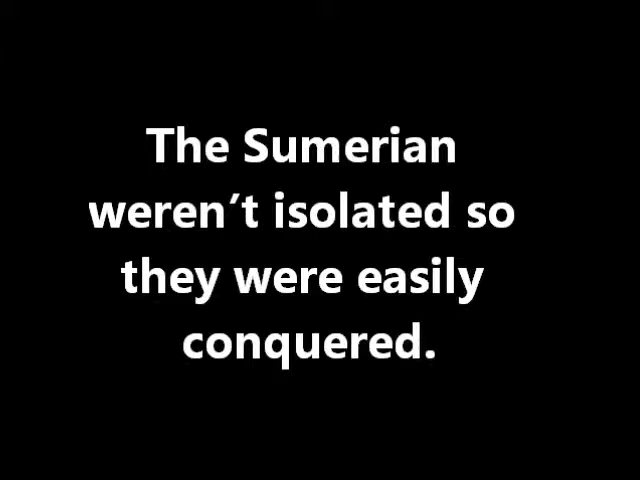 The Sumerian
weren’t isolated so
they were easily
conquered.